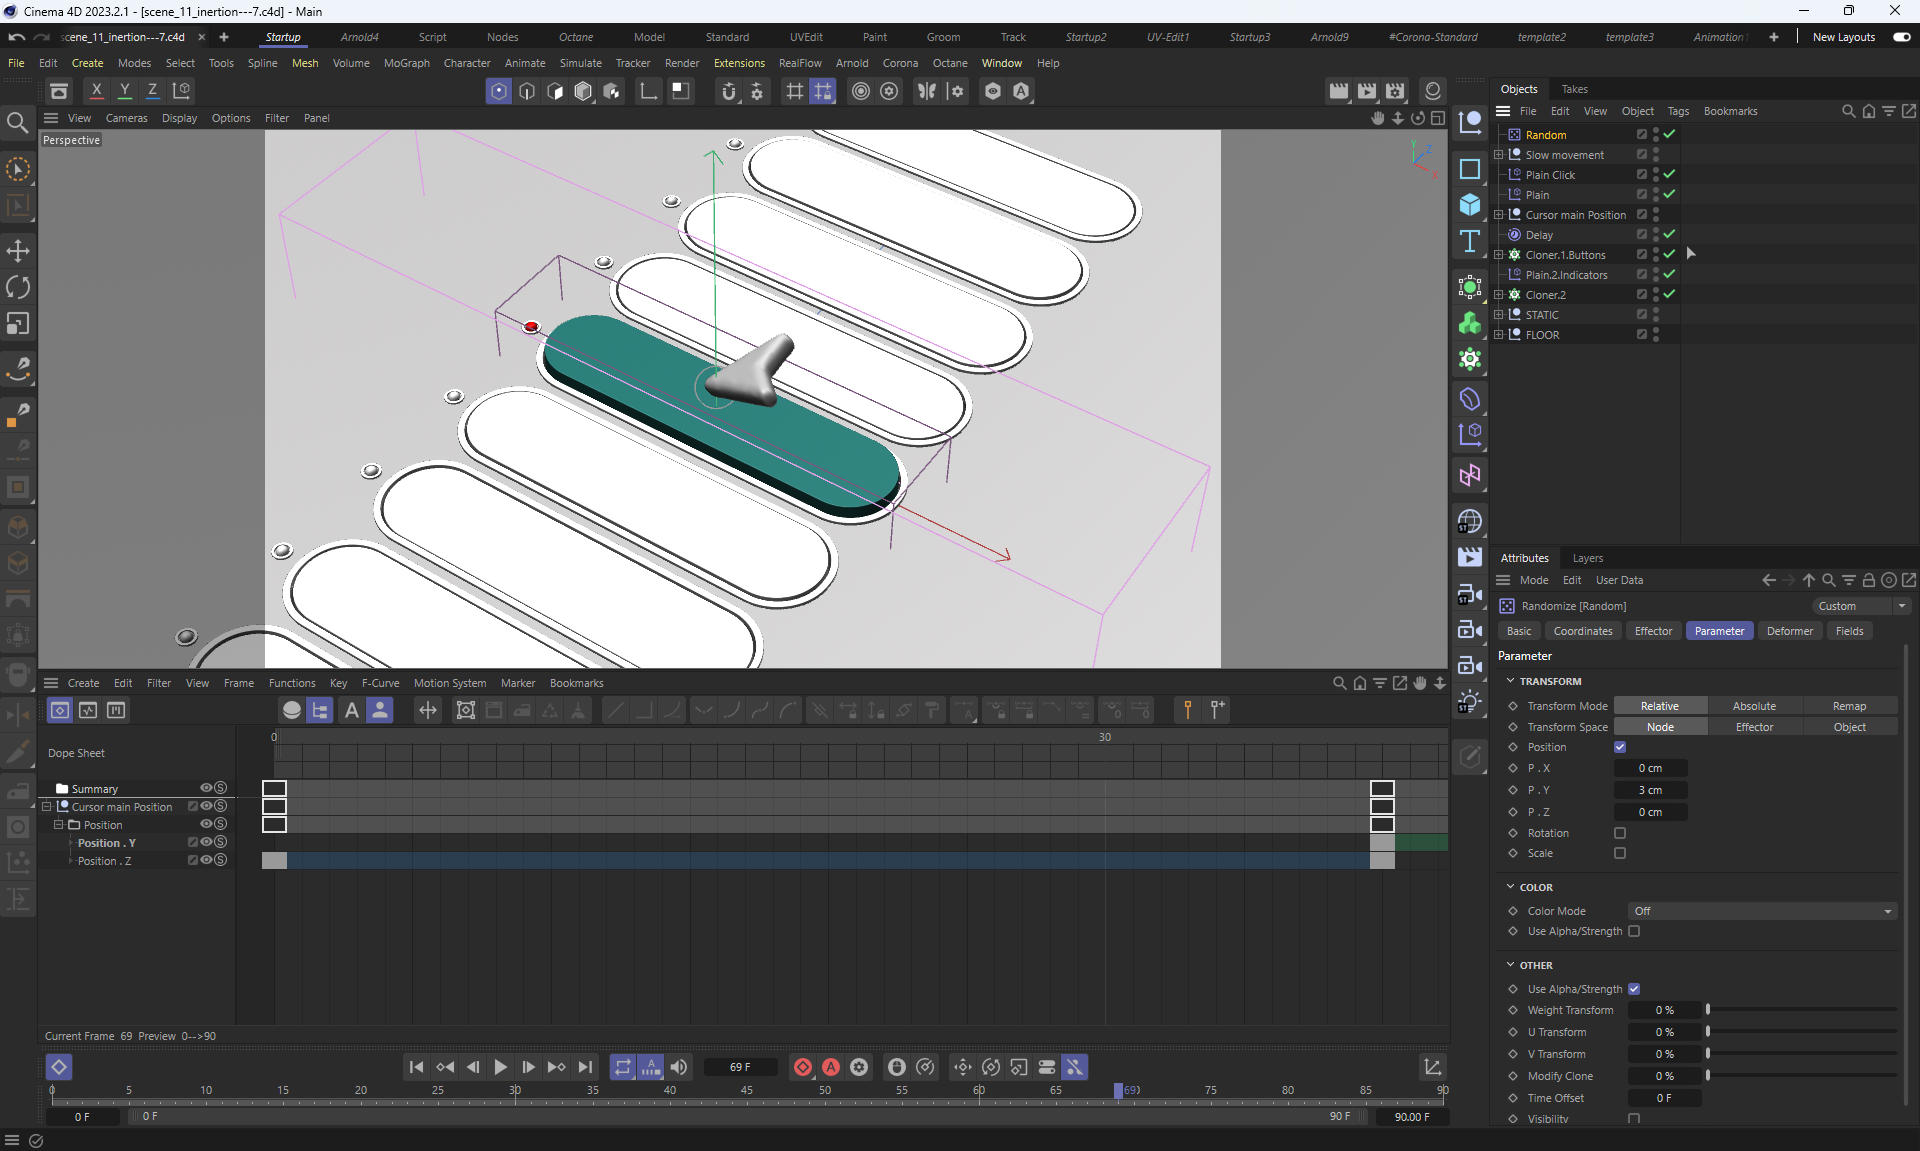 Cinema 4D 2023.2.1 - [scene_11_inertion---7.c4d] - Main
scene_11_inertion---7.c4d × + Startup Arnold4 Script Nodes Octane Model Standard UVEdit Paint Groom Track Startup2 UV-Edit1 Startup3 Arnold9 #Corona-Standard template2 template3 Animation + New Layouts
File Edit Create Modes Select Tools Spline Mesh Volume MoGraph Character Animate Simulate Tracker Render Extensions RealFlow Arnold Corona Octane Window Help
X Y Z
Objects Takes
File Edit View Object Tags Bookmarks
View Cameras Display Options Filter Panel
Perspective
Y Z X
Random
Slow movement
Plain Click
Plain
Cursor main Position
Delay
Cloner.1.Buttons
Plain.2.Indicators
Cloner.2
STATIC
FLOOR
Attributes Layers
Mode Edit User Data
Randomize [Random] Custom
Basic Coordinates Effector Parameter Deformer Fields
Parameter
TRANSFORM
Transform Mode Relative Absolute Remap
Transform Space Node Effector Object
Position
P . X 0 cm
P . Y 3 cm
P . Z 0 cm
Rotation
Scale
COLOR
Color Mode Off
Use Alpha/Strength
OTHER
Use Alpha/Strength
Weight Transform 0 %
U Transform 0 %
V Transform 0 %
Modify Clone 0 %
Time Offset 0 F
Visibility
Create Edit Filter View Frame Functions Key F-Curve Motion System Marker Bookmarks
Dope Sheet
0 30
Summary
Cursor main Position
Position
Position . Y
Position . Z
Current Frame 69 Preview 0-->90
69 F
0 5 10 15 20 25 30 35 40 45 50 55 60 65 69 75 80 85 90
0 F 0 F 90 F 90.00 F